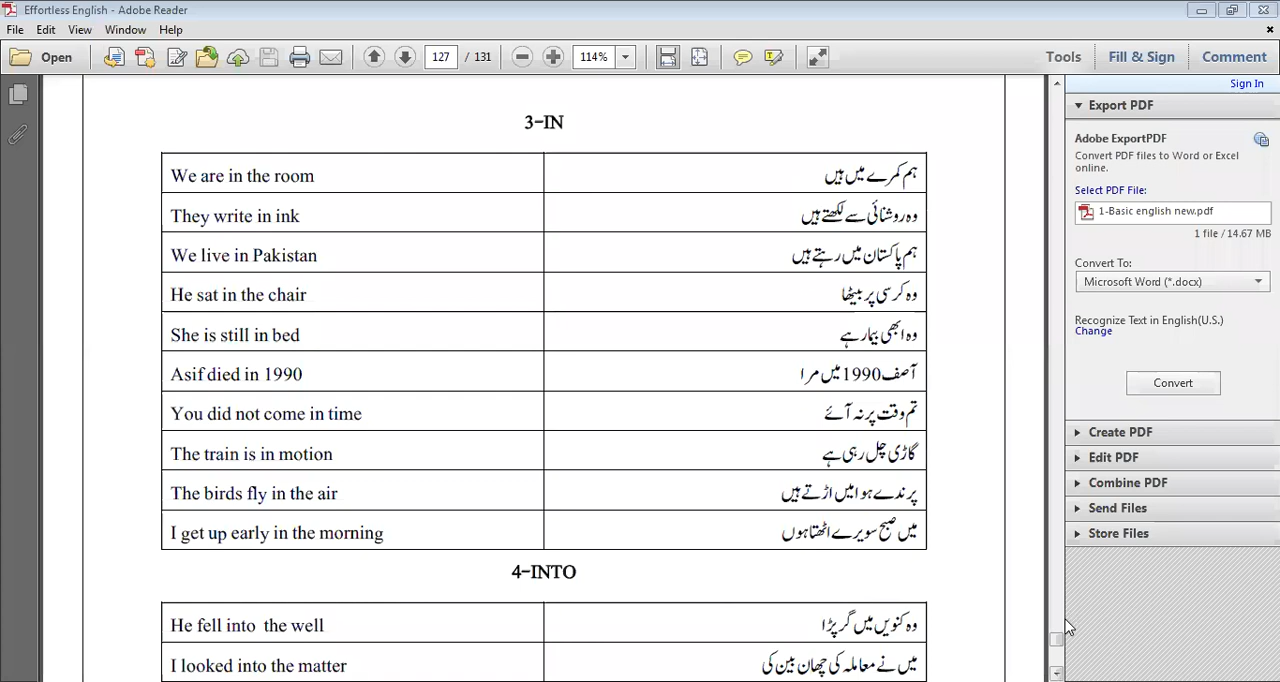 Effortless English - Adobe Reader
File Edit View Window Help
Open 127 / 131 114% Tools Fill & Sign Comment
Sign In
3-IN
We are in the room ہم کمرے میں ہیں
They write in ink وہ روشنائی سے لکھتے ہیں
We live in Pakistan ہم پاکستان میں رہتے ہیں
He sat in the chair وہ کرسی پر بیٹھا
She is still in bed وہ ابھی بیمار ہے
Asif died in 1990 آصف 1990 میں مرا
You did not come in time تم وقت پر نہ آئے
The train is in motion گاڑی چل رہی ہے
The birds fly in the air پرندے ہوا میں اڑتے ہیں
I get up early in the morning میں صبح سویرے اٹھتا ہوں
4-INTO
He fell into the well وہ کنویں میں گر پڑا
I looked into the matter میں نے معاملہ کی چھان بین کی
Export PDF
Adobe ExportPDF
Convert PDF files to Word or Excel
online.
Select PDF File:
1-Basic english new.pdf
1 file / 14.67 MB
Convert To:
Microsoft Word (*.docx)
Recognize Text in English(U.S.)
Change
Convert
Create PDF
Edit PDF
Combine PDF
Send Files
Store Files